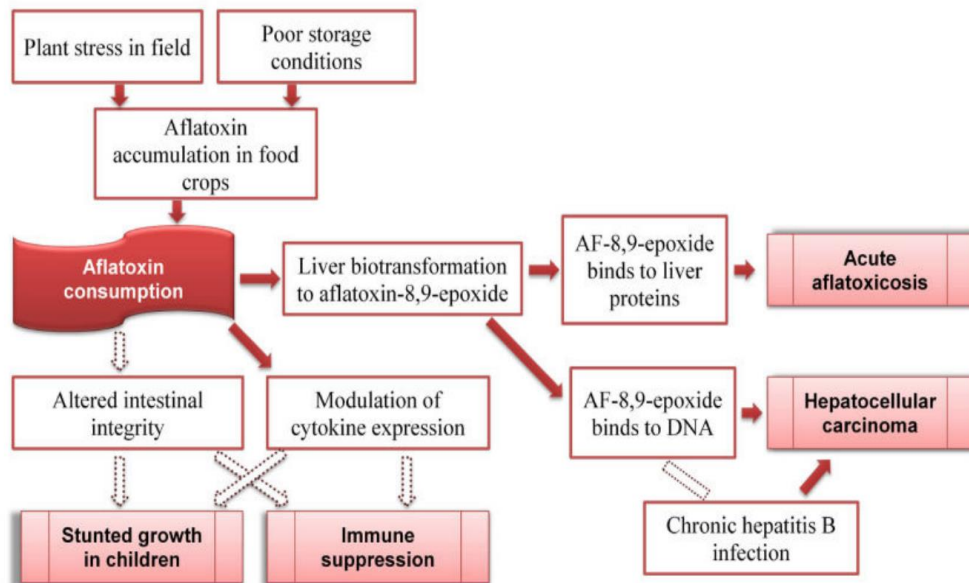 Plant stress in field
Poor storage
conditions
Aflatoxin
accumulation in food
crops
Aflatoxin
consumption
Liver biotransformation
to aflatoxin-8,9-epoxide
AF-8,9-epoxide
binds to liver
proteins
Acute
aflatoxicosis
Altered intestinal
integrity
Modulation of
cytokine expression
AF-8,9-epoxide
binds to DNA
Hepatocellular
carcinoma
Stunted growth
in children
Immune
suppression
Chronic hepatitis B
infection